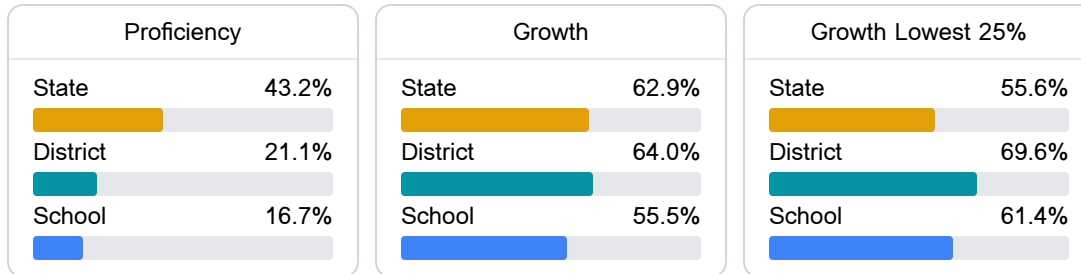 Proficiency
State 43.2%
District 21.1%
School 16.7%
Growth
State 62.9%
District 64.0%
School 55.5%
Growth Lowest 25%
State 55.6%
District 69.6%
School 61.4%